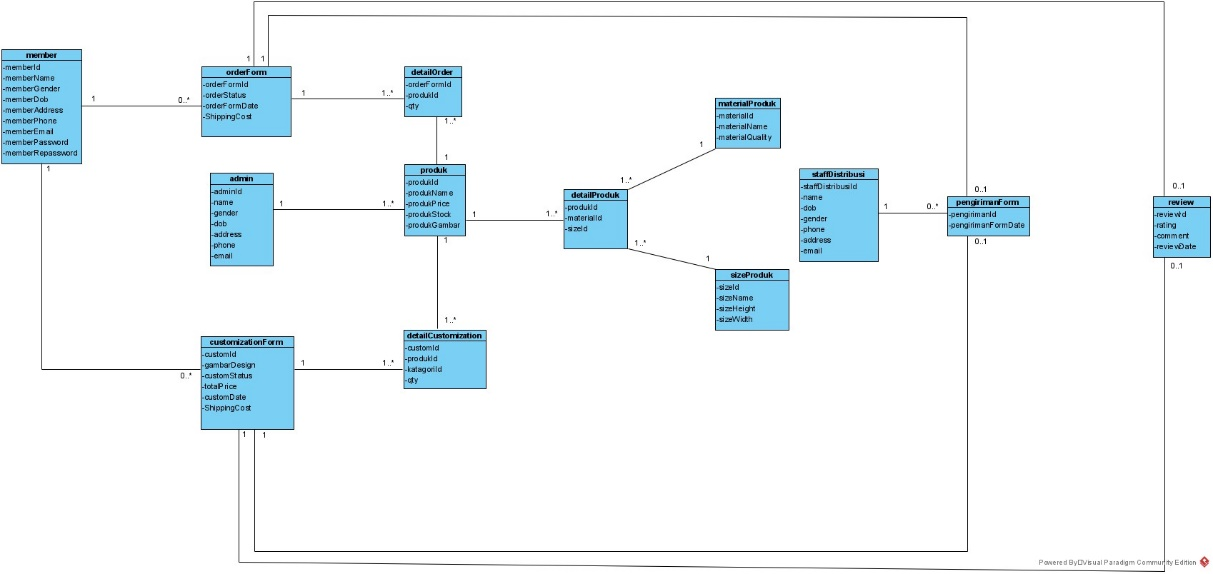 member
-memberId
-memberName
-memberGender
-memberDob
-memberAddress
-memberPhone
-memberEmail
-memberPassword
-memberRepassword
1
0..*
1
0..*
1
1
orderForm
-orderFormId
-orderStatus
-orderFormDate
-ShippingCost
1
1..*
detailOrder
-orderFormId
-produkId
-qty
1..*
1
admin
-adminId
-name
-gender
-dob
-address
-phone
-email
1
1..*
produk
-produkId
-produkName
-produkPrice
-produkStock
-produkGambar
1
1..*
1
1..*
detailProduk
-produkId
-materialId
-sizeId
1..*
1
materialProduk
-materialId
-materialName
-materialQuality
1..*
1
sizeProduk
-sizeId
-sizeName
-sizeHeight
-sizeWidth
staffDistribusi
-staffDistribusiId
-name
-dob
-gender
-phone
-address
-email
1
0..*
0..1
pengirimanForm
-pengirimanId
-pengirimanFormDate
0..1
0..1
review
-reviewId
-rating
-comment
-reviewDate
0..1
customizationForm
-customId
-gambarDesign
-customStatus
-totalPrice
-customDate
-ShippingCost
1
1
1
1..*
detailCustomization
-customId
-produkId
-katagoriId
-qty
Powered By Visual Paradigm Community Edition